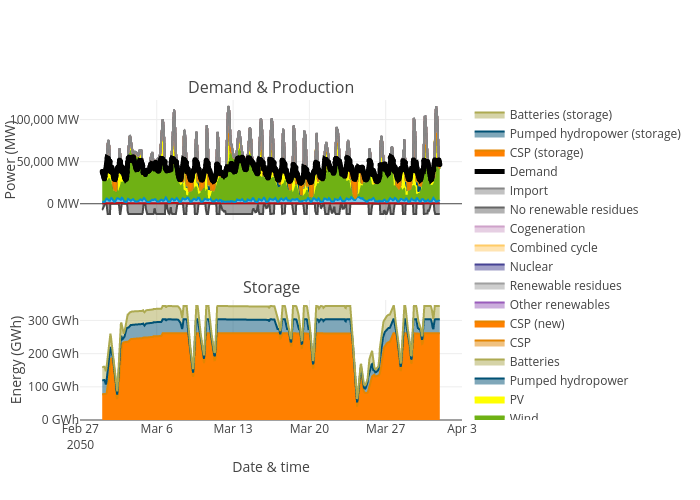 Demand & Production
100,000 MW
50,000 MW
0 MW
Power (MW)
Storage
300 GWh
200 GWh
100 GWh
0 GWh
Energy (GWh)
Feb 27
2050
Mar 6
Mar 13
Mar 20
Mar 27
Apr 3
Date & time
Batteries (storage)
Pumped hydropower (storage)
CSP (storage)
Demand
Import
No renewable residues
Cogeneration
Combined cycle
Nuclear
Renewable residues
Other renewables
CSP (new)
CSP
Batteries
Pumped hydropower
PV
Wind